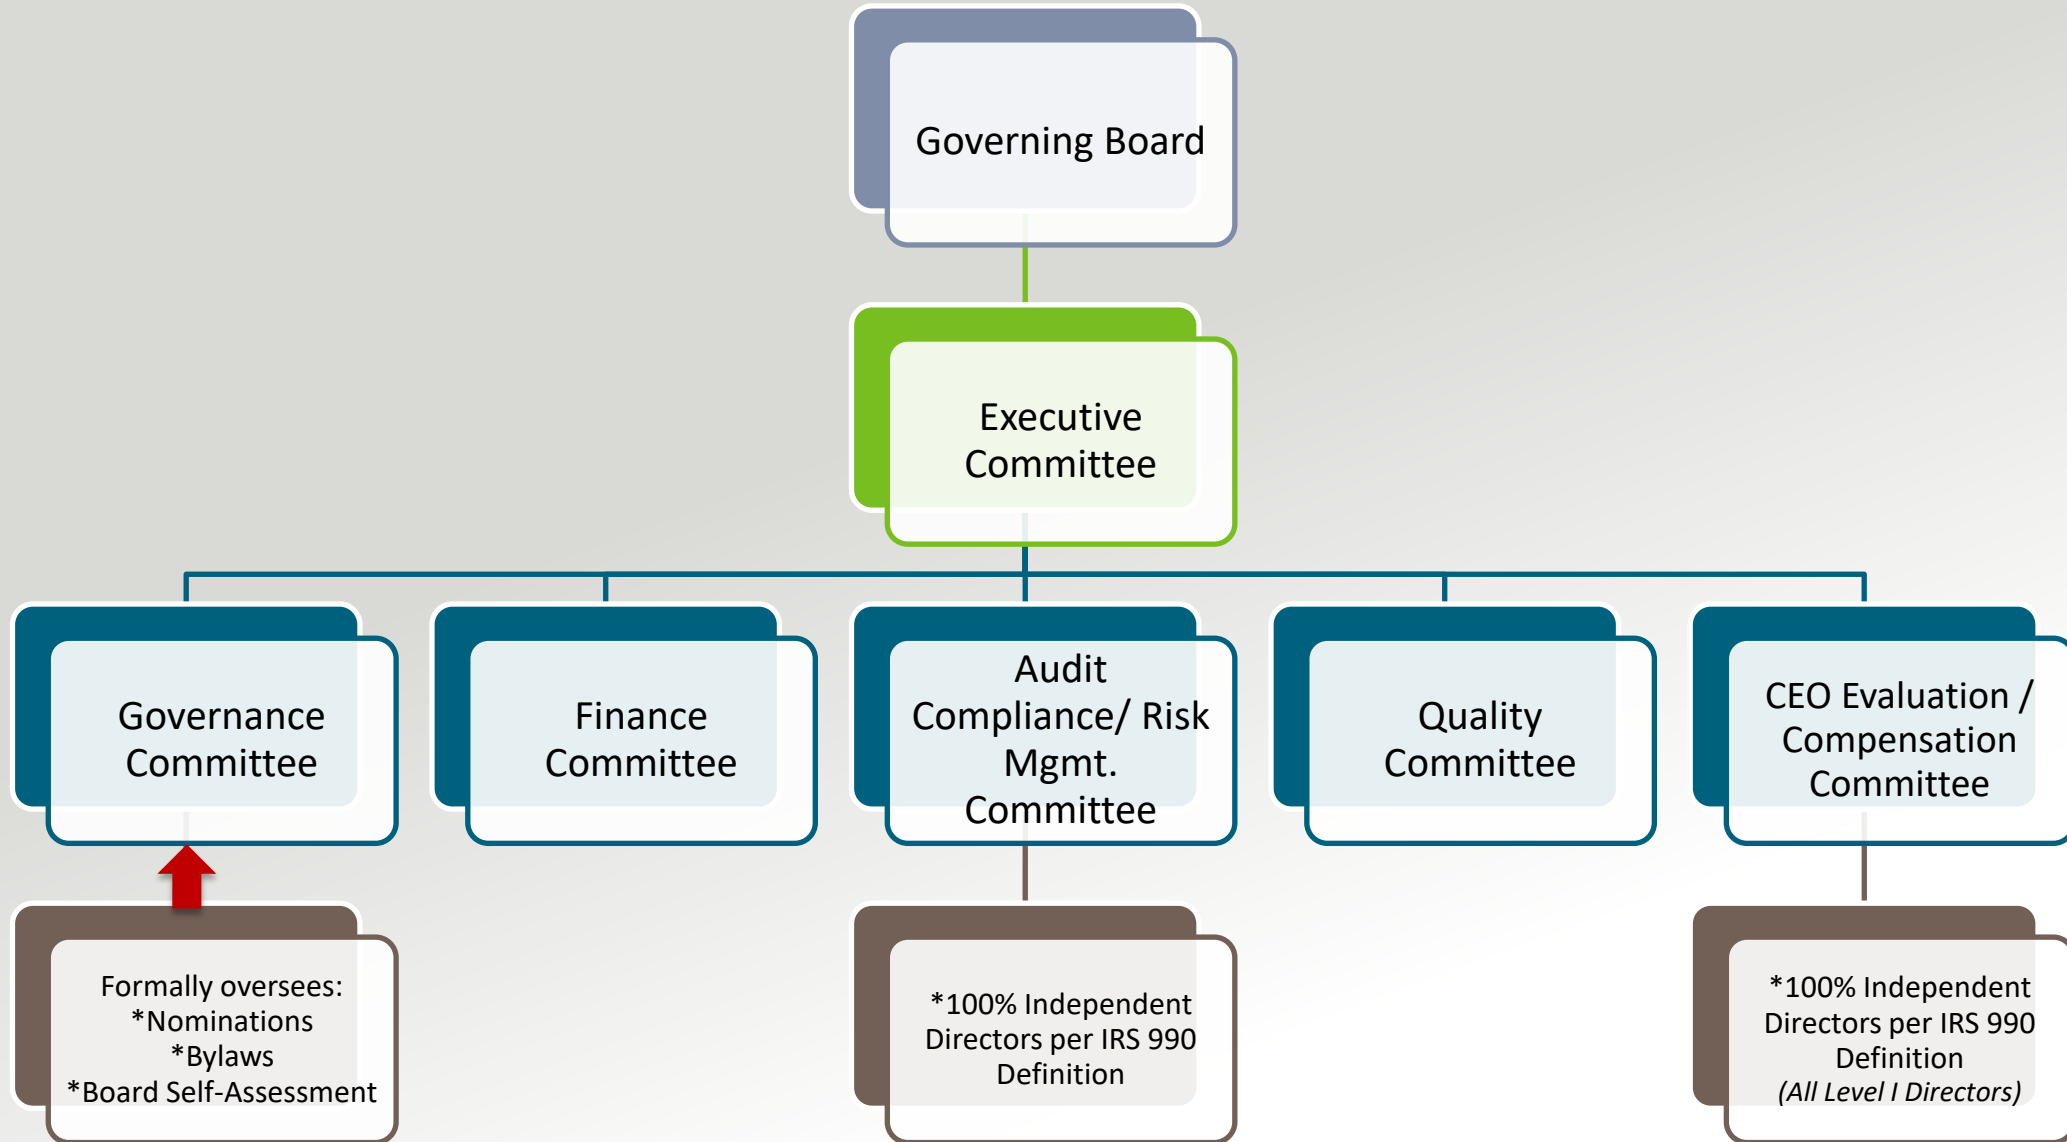 Governing Board
Executive
Committee
Governance
Committee
Finance
Committee
Audit
Compliance/ Risk
Mgmt.
Committee
Quality
Committee
CEO Evaluation /
Compensation
Committee
Formally oversees:
*Nominations
*Bylaws
*Board Self-Assessment
*100% Independent
Directors per IRS 990
Definition
*100% Independent
Directors per IRS 990
Definition
(All Level I Directors)